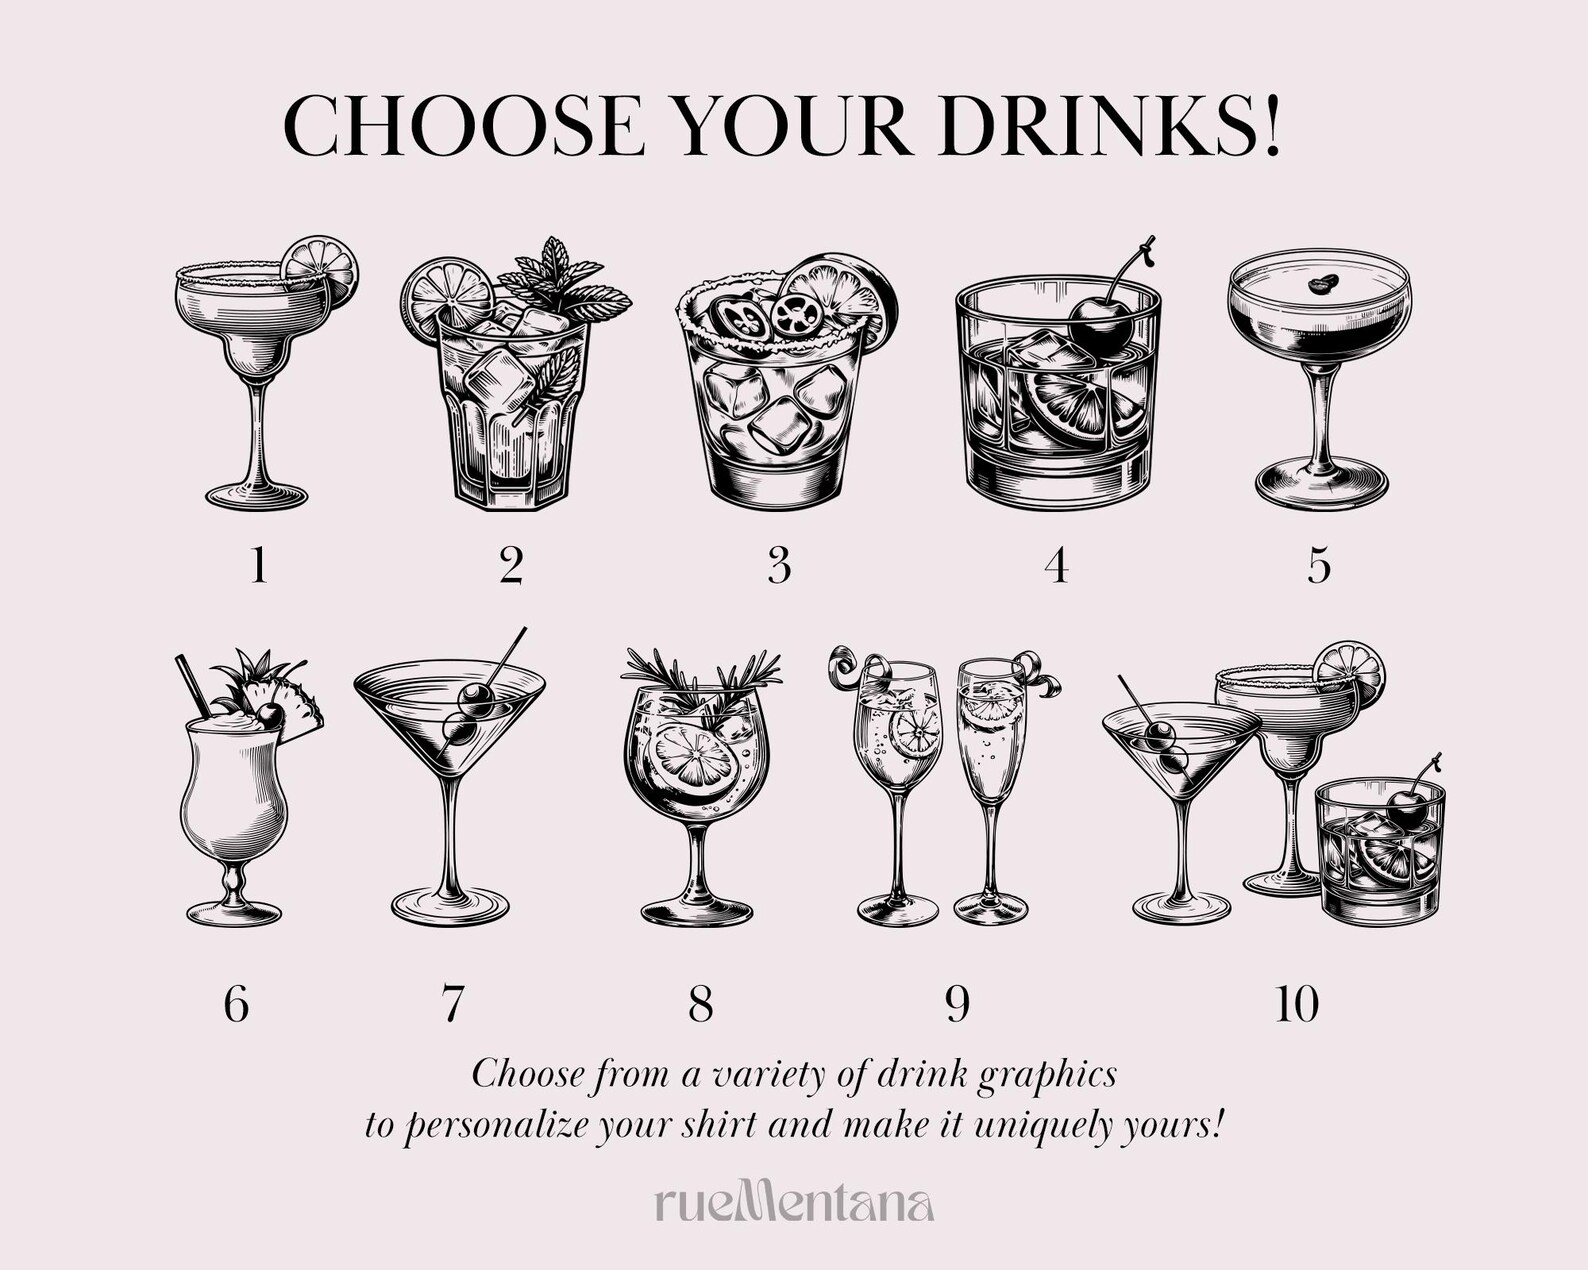 CHOOSE YOUR DRINKS!
1 2 3 4 5
6 7 8 9 10
Choose from a variety of drink graphics
to personalize your shirt and make it uniquely yours!
rueMentana